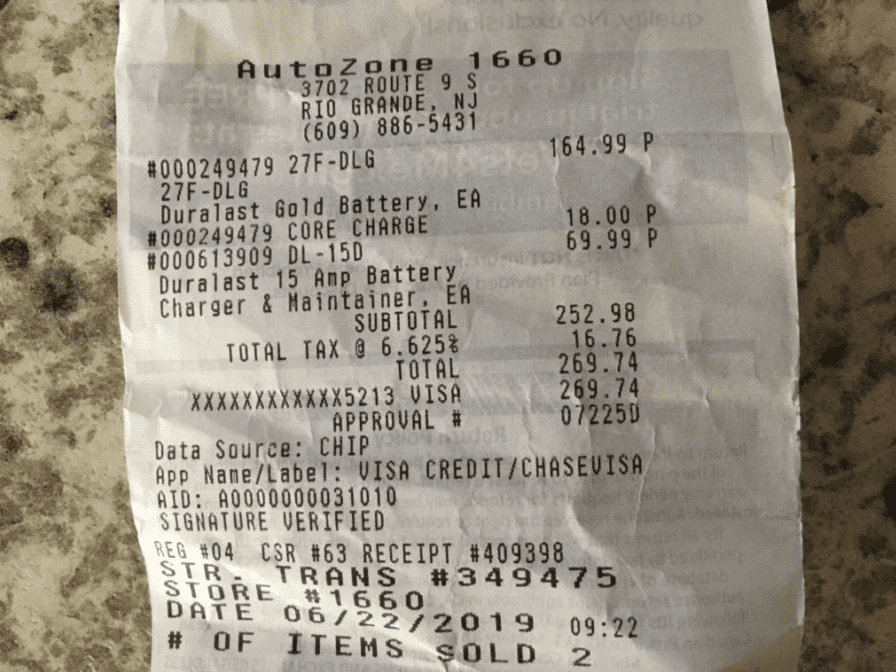 AutoZone 1660
3702 ROUTE 9 S
RIO GRANDE, NJ
(609) 886-5431
#000249479 27F-DLG 164.99 P
27F-DLG
Duralast Gold Battery, EA
#000249479 CORE CHARGE 18.00 P
#000613909 DL-15D 69.99 P
Duralast 15 Amp Battery
Charger & Maintainer, EA
SUBTOTAL 252.98
TOTAL TAX @ 6.625% 16.76
TOTAL 269.74
XXXXXXXXXXXX5213 VISA 269.74
APPROVAL # 07225D
Data Source: CHIP
App Name/Label: VISA CREDIT/CHASEVISA
AID: A0000000031010
SIGNATURE VERIFIED
REG #04 CSR #63 RECEIPT #409398
STR. TRANS #349475
STORE #1660
DATE 06/22/2019 09:22
# OF ITEMS SOLD 2